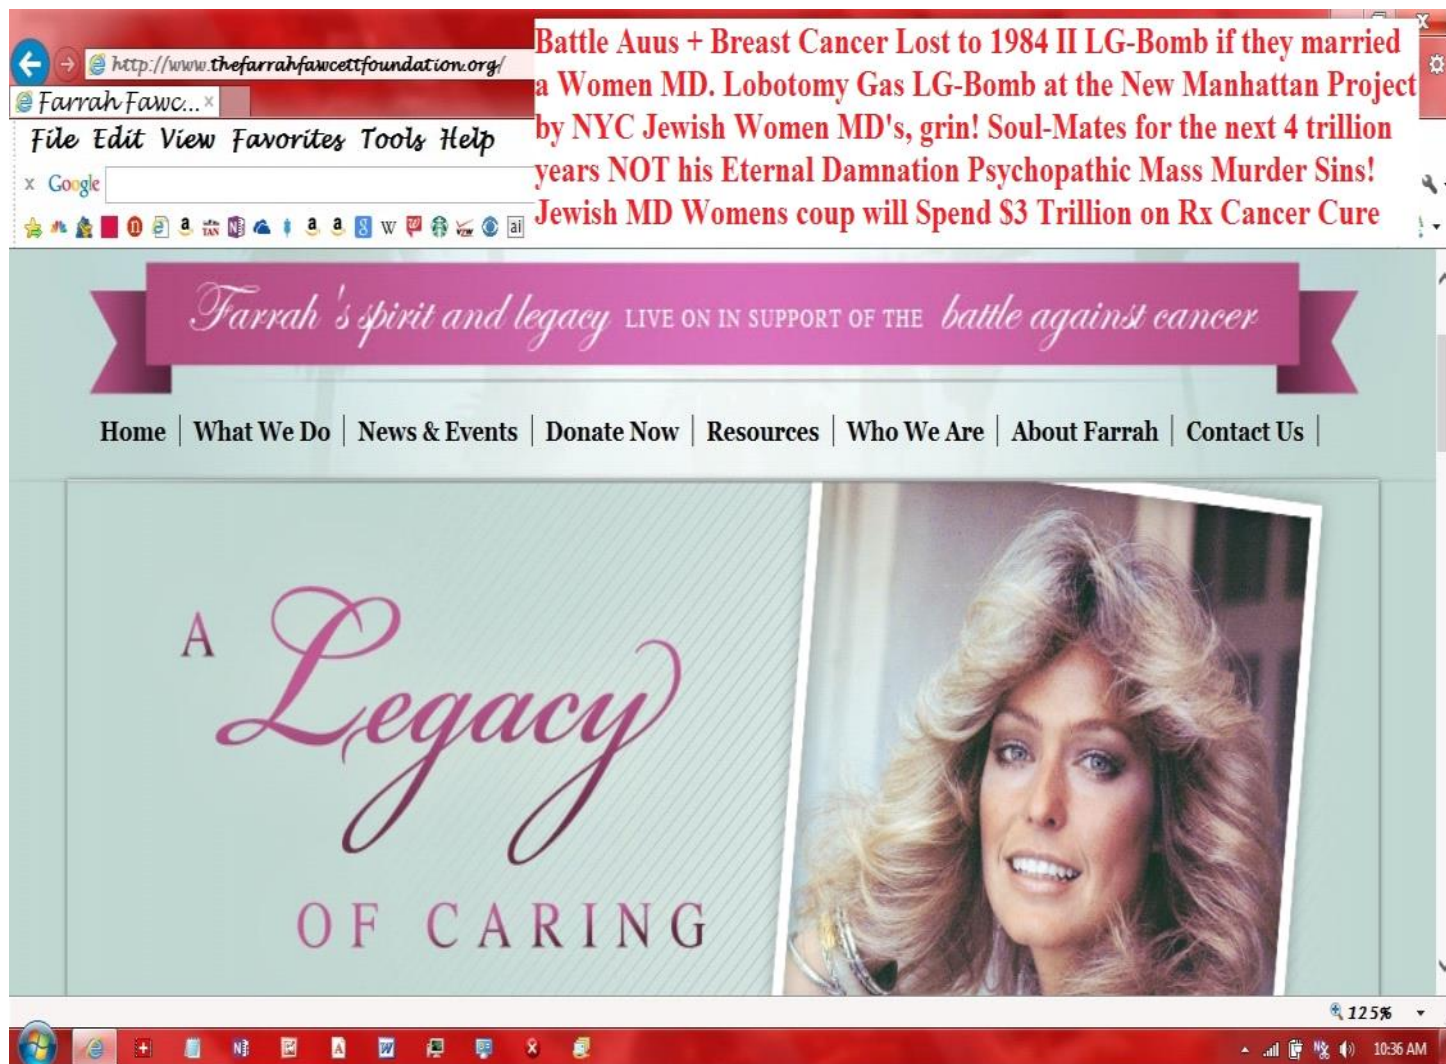 Battle Auus + Breast Cancer Lost to 1984 II LG-Bomb if they married
a Women MD. Lobotomy Gas LG-Bomb at the New Manhattan Project
by NYC Jewish Women MD's, grin! Soul-Mates for the next 4 trillion
years NOT his Eternal Damnation Psychopathic Mass Murder Sins!
Jewish MD Womens coup will Spend $3 Trillion on Rx Cancer Cure
http://www.thefarrahfawcettfoundation.org/
Farrah Fawc...
File Edit View Favorites Tools Help
x Google
Farrah's spirit and legacy LIVE ON IN SUPPORT OF THE battle against cancer
Home | What We Do | News & Events | Donate Now | Resources | Who We Are | About Farrah | Contact Us |
A Legacy
OF CARING
125%
10:36 AM